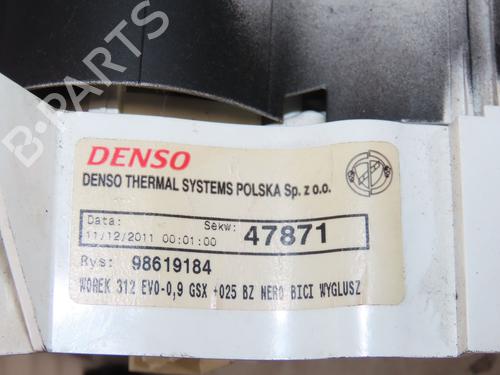 B-PARTS
DENSO
DENSO THERMAL SYSTEMS POLSKA Sp. z o.o.
Data: Sekw: 47871
11/12/2011 00:01:00
Rys: 98619184
WOREK 312 EVO-0,9 GSX +025 BZ NERO BICI WYGLUSZ